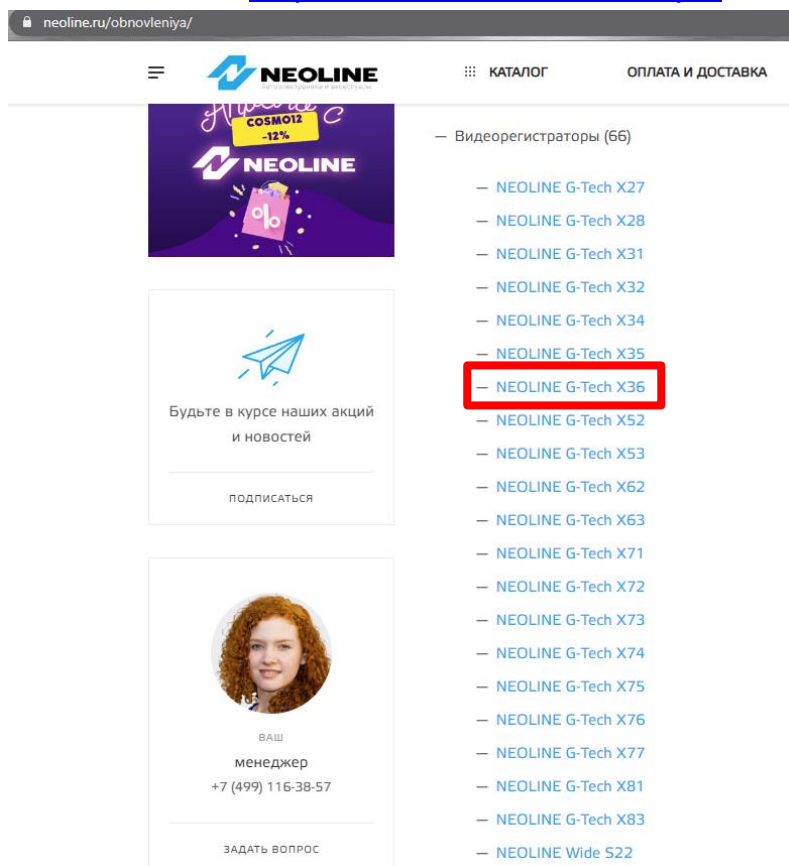 neoline.ru/obnovleniya/
NEOLINE
Автоэлектроника и аксессуары
КАТАЛОГ
ОПЛАТА И ДОСТАВКА
COSMO12
-12%
NEOLINE
%
Будьте в курсе наших акций
и новостей
ПОДПИСАТЬСЯ
ВАШ
менеджер
+7 (499) 116-38-57
ЗАДАТЬ ВОПРОС
— Видеорегистраторы (66)
— NEOLINE G-Tech X27
— NEOLINE G-Tech X28
— NEOLINE G-Tech X31
— NEOLINE G-Tech X32
— NEOLINE G-Tech X34
— NEOLINE G-Tech X35
— NEOLINE G-Tech X36
— NEOLINE G-Tech X52
— NEOLINE G-Tech X53
— NEOLINE G-Tech X62
— NEOLINE G-Tech X63
— NEOLINE G-Tech X71
— NEOLINE G-Tech X72
— NEOLINE G-Tech X73
— NEOLINE G-Tech X74
— NEOLINE G-Tech X75
— NEOLINE G-Tech X76
— NEOLINE G-Tech X77
— NEOLINE G-Tech X81
— NEOLINE G-Tech X83
— NEOLINE Wide S22